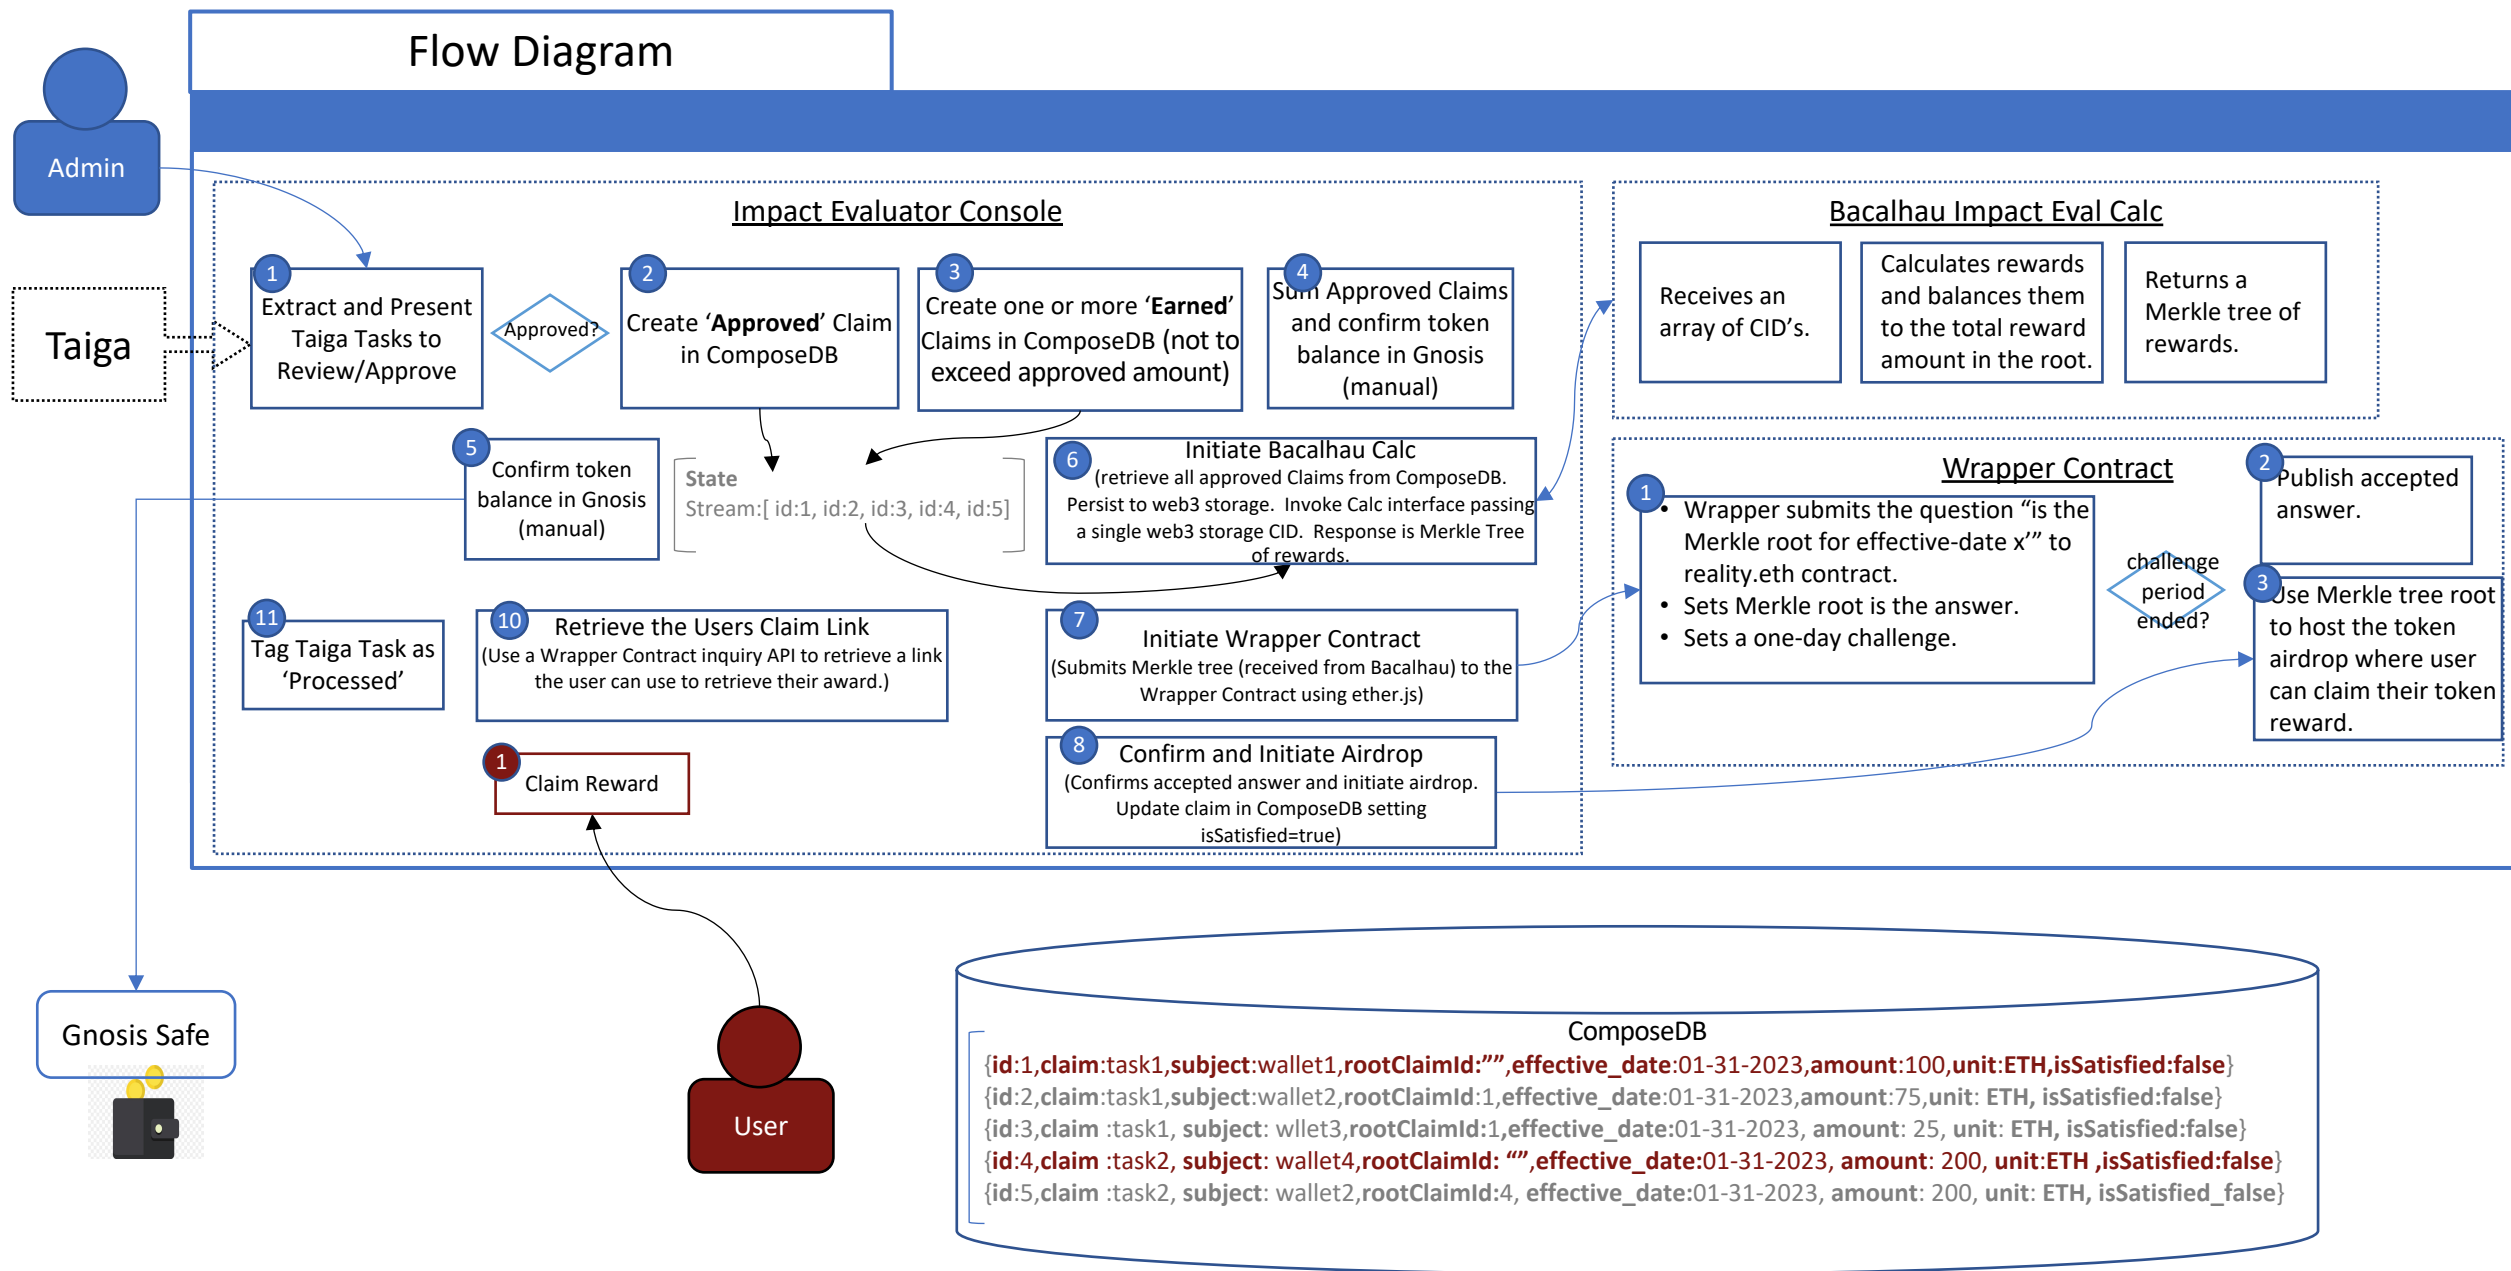 Flow Diagram
Admin
Taiga
Impact Evaluator Console
1
Extract and Present
Taiga Tasks to
Review/Approve
Approved?
2
Create ‘Approved’ Claim
in ComposeDB
3
Create one or more ‘Earned’
Claims in ComposeDB (not to
exceed approved amount)
4
Sum Approved Claims
and confirm token
balance in Gnosis
(manual)
5
Confirm token
balance in Gnosis
(manual)
State
Stream:[ id:1, id:2, id:3, id:4, id:5]
6
Initiate Bacalhau Calc
(retrieve all approved Claims from ComposeDB.
Persist to web3 storage.  Invoke Calc interface passing
a single web3 storage CID.  Response is Merkle Tree
of rewards.
11
Tag Taiga Task as
‘Processed’
10
Retrieve the Users Claim Link
(Use a Wrapper Contract inquiry API to retrieve a link
the user can use to retrieve their award.)
7
Initiate Wrapper Contract
(Submits Merkle tree (received from Bacalhau) to the
Wrapper Contract using ether.js)
1
Claim Reward
8
Confirm and Initiate Airdrop
(Confirms accepted answer and initiate airdrop.
Update claim in ComposeDB setting
isSatisfied=true)
Bacalhau Impact Eval Calc
Receives an
array of CID’s.
Calculates rewards
and balances them
to the total reward
amount in the root.
Returns a
Merkle tree of
rewards.
Wrapper Contract
1
• Wrapper submits the question “is the
Merkle root for effective-date x’” to
reality.eth contract.
• Sets Merkle root is the answer.
• Sets a one-day challenge.
challenge
period
ended?
2
Publish accepted
answer.
3
Use Merkle tree root
to host the token
airdrop where user
can claim their token
reward.
Gnosis Safe
User
ComposeDB
{id:1,claim:task1,subject:wallet1,rootClaimId:””,effective_date:01-31-2023,amount:100,unit:ETH,isSatisfied:false}
{id:2,claim:task1,subject:wallet2,rootClaimId:1,effective_date:01-31-2023,amount:75,unit: ETH, isSatisfied:false}
{id:3,claim :task1, subject: wllet3,rootClaimId:1,effective_date:01-31-2023, amount: 25, unit: ETH, isSatisfied:false}
{id:4,claim :task2, subject: wallet4,rootClaimId: “”,effective_date:01-31-2023, amount: 200, unit:ETH ,isSatisfied:false}
{id:5,claim :task2, subject: wallet2,rootClaimId:4, effective_date:01-31-2023, amount: 200, unit: ETH, isSatisfied_false}